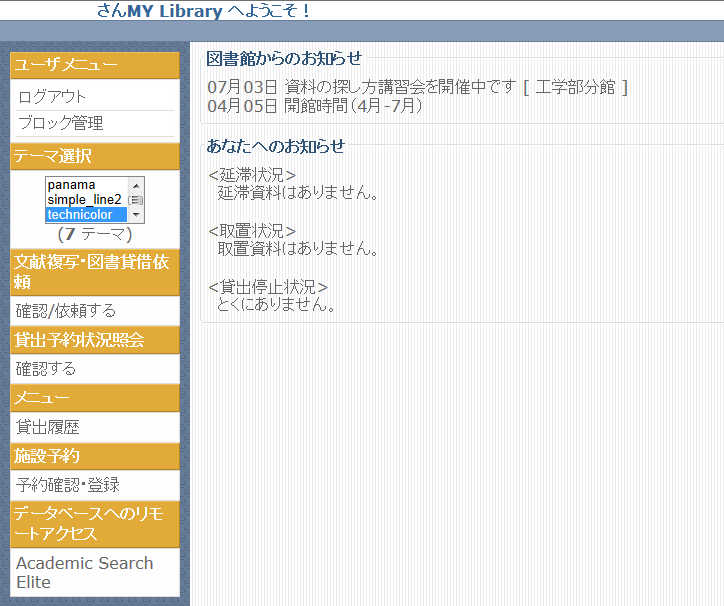 さんMY Library へようこそ！
ユーザメニュー
ログアウト
ブロック管理
テーマ選択
panama
simple_line2
technicolor
(7 テーマ)
文献複写・図書貸借依
頼
確認/依頼する
貸出予約状況照会
確認する
メニュー
貸出履歴
施設予約
予約確認・登録
データベースへのリモ
ートアクセス
Academic Search
Elite
図書館からのお知らせ
07月03日 資料の探し方講習会を開催中です [ 工学部分館 ]
04月05日 開館時間（4月-7月）
あなたへのお知らせ
<延滞状況>
延滞資料はありません。
<取置状況>
取置資料はありません。
<貸出停止状況>
とくにありません。